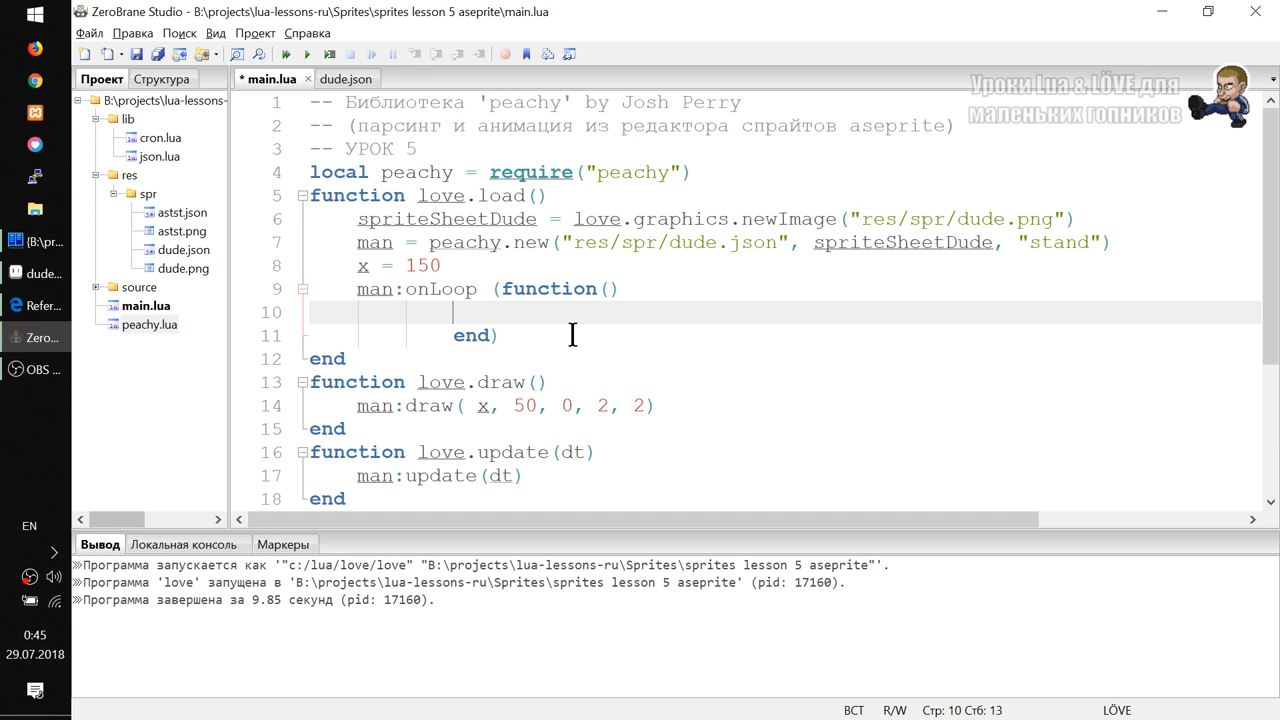 ZeroBrane Studio - B:\projects\lua-lessons-ru\Sprites\sprites lesson 5 aseprite\main.lua
Файл Правка Поиск Вид Проект Справка
Проект Структура
* main.lua dude.json
Уроки Lua & LÖVE для
маленьких гопников
B:\projects\lua-lessons-
lib
cron.lua
json.lua
res
spr
astst.json
astst.png
dude.json
dude.png
source
main.lua
peachy.lua
1 -- Библиотека 'peachy' by Josh Perry
2 -- (парсинг и анимация из редактора спрайтов aseprite)
3 -- УРОК 5
4 local peachy = require("peachy")
5 function love.load()
6 spriteSheetDude = love.graphics.newImage("res/spr/dude.png")
7 man = peachy.new("res/spr/dude.json", spriteSheetDude, "stand")
8 x = 150
9 man:onLoop (function()
10
11 end)
12 end
13 function love.draw()
14 man:draw( x, 50, 0, 2, 2)
15 end
16 function love.update(dt)
17 man:update(dt)
18 end
{B:\pr...
dude...
Refer...
Zero...
OBS ...
EN
0:45
29.07.2018
Вывод Локальная консоль Маркеры
Программа запускается как '"c:/lua/love/love" "B:\projects\lua-lessons-ru\Sprites\sprites lesson 5 aseprite"'.
Программа 'love' запущена в 'B:\projects\lua-lessons-ru\Sprites\sprites lesson 5 aseprite' (pid: 17160).
Программа завершена за 9.85 секунд (pid: 17160).
ВСТ R/W Стр: 10 Стб: 13 LÖVE